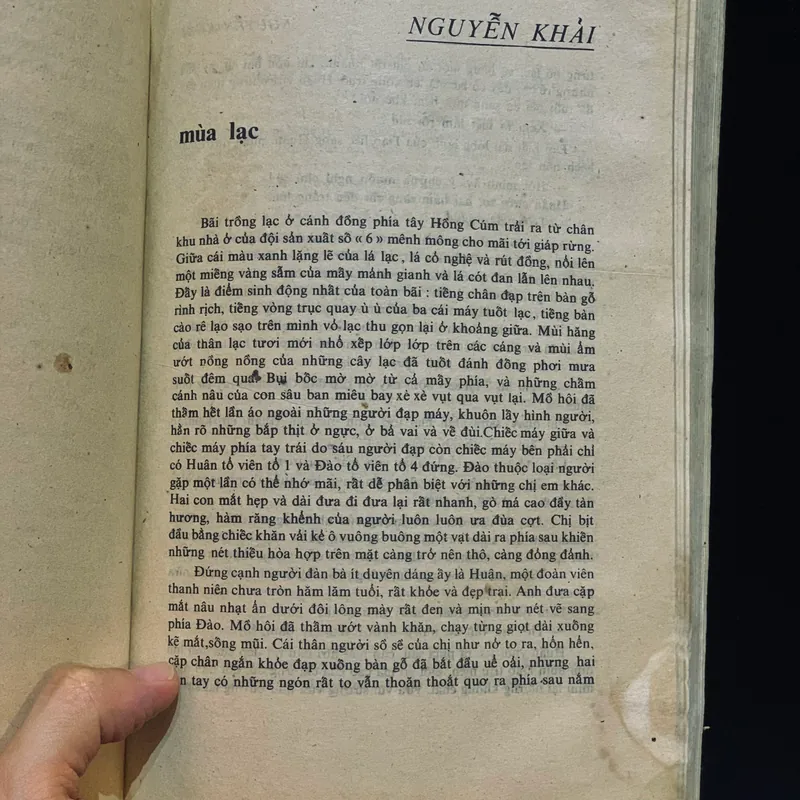 NGUYỄN KHẢI
mùa lạc
Bãi trồng lạc ở cánh đồng phía tây Hồng Cúm trải ra từ chân
khu nhà ở của đội sản xuất số « 6 » mênh mông cho mãi tới giáp rừng.
Giữa cái màu xanh lặng lẽ của lá lạc, lá cỏ nghệ và rút đồng, nổi lên
một miếng vàng sẫm của mấy mảnh gianh và lá cót đan lẫn lên nhau.
Đấy là điểm sinh động nhất của toàn bãi : tiếng chân đạp trên bàn gỗ
rình rịch, tiếng vòng trục quay ù ù của ba cái máy tuốt lạc, tiếng bàn
cào rê lạo sạo trên mình vỏ lạc thu gọn lại ở khoảng giữa. Mùi hăng
của thân lạc tươi mới nhổ xếp lớp lớp trên các cáng và mùi ẩm
ướt nồng nồng của những cây lạc đã tuốt đánh đồng phơi mưa
suốt đêm qua. Bụi bốc mờ mờ từ cả mấy phía, và những chấm
cánh nâu của con sâu ban miêu bay xè xè vụt qua vụt lại. Mồ hôi đã
thấm hết lần áo ngoài những người đạp máy, khuôn lấy hình người,
hằn rõ những bắp thịt ở ngực, ở bả vai và về đùi.Chiếc máy giữa và
chiếc máy phía tay trái do sáu người đạp còn chiếc máy bên phải chỉ
có Huân tổ viên tổ 1 và Đào tổ viên tổ 4 đứng. Đào thuộc loại người
gặp một lần có thể nhớ mãi, rất dễ phân biệt với những chị em khác.
Hai con mắt hẹp và dài đưa đi đưa lại rất nhanh, gò má cao đầy tàn
hương, hàm răng khểnh của người luôn luôn ưa đùa cợt. Chị bịt
đầu bằng chiếc khăn vải kẻ ô vuông buông một vạt dài ra phía sau khiến
những nét thiếu hòa hợp trên mặt càng trở nên thô, càng đỏng đảnh.
Đứng cạnh người đàn bà ít duyên dáng ấy là Huân, một đoàn viên
thanh niên chưa tròn hăm lăm tuổi, rất khỏe và đẹp trai. Anh đưa cặp
mắt nâu nhạt ẩn dưới đôi lông mày rất đen và mịn như nét vẽ sang
phía Đào. Mồ hôi đã thấm ướt vành khăn, chạy từng giọt dài xuống
kẽ mắt,sống mũi. Cái thân người sồ sề của chị như nở to ra, hổn hển,
cặp chân ngắn khỏe đạp xuống bàn gỗ đã bắt đầu uể oải, nhưng hai
tay có những ngón rất to vẫn thoăn thoắt quơ ra phía sau nắm